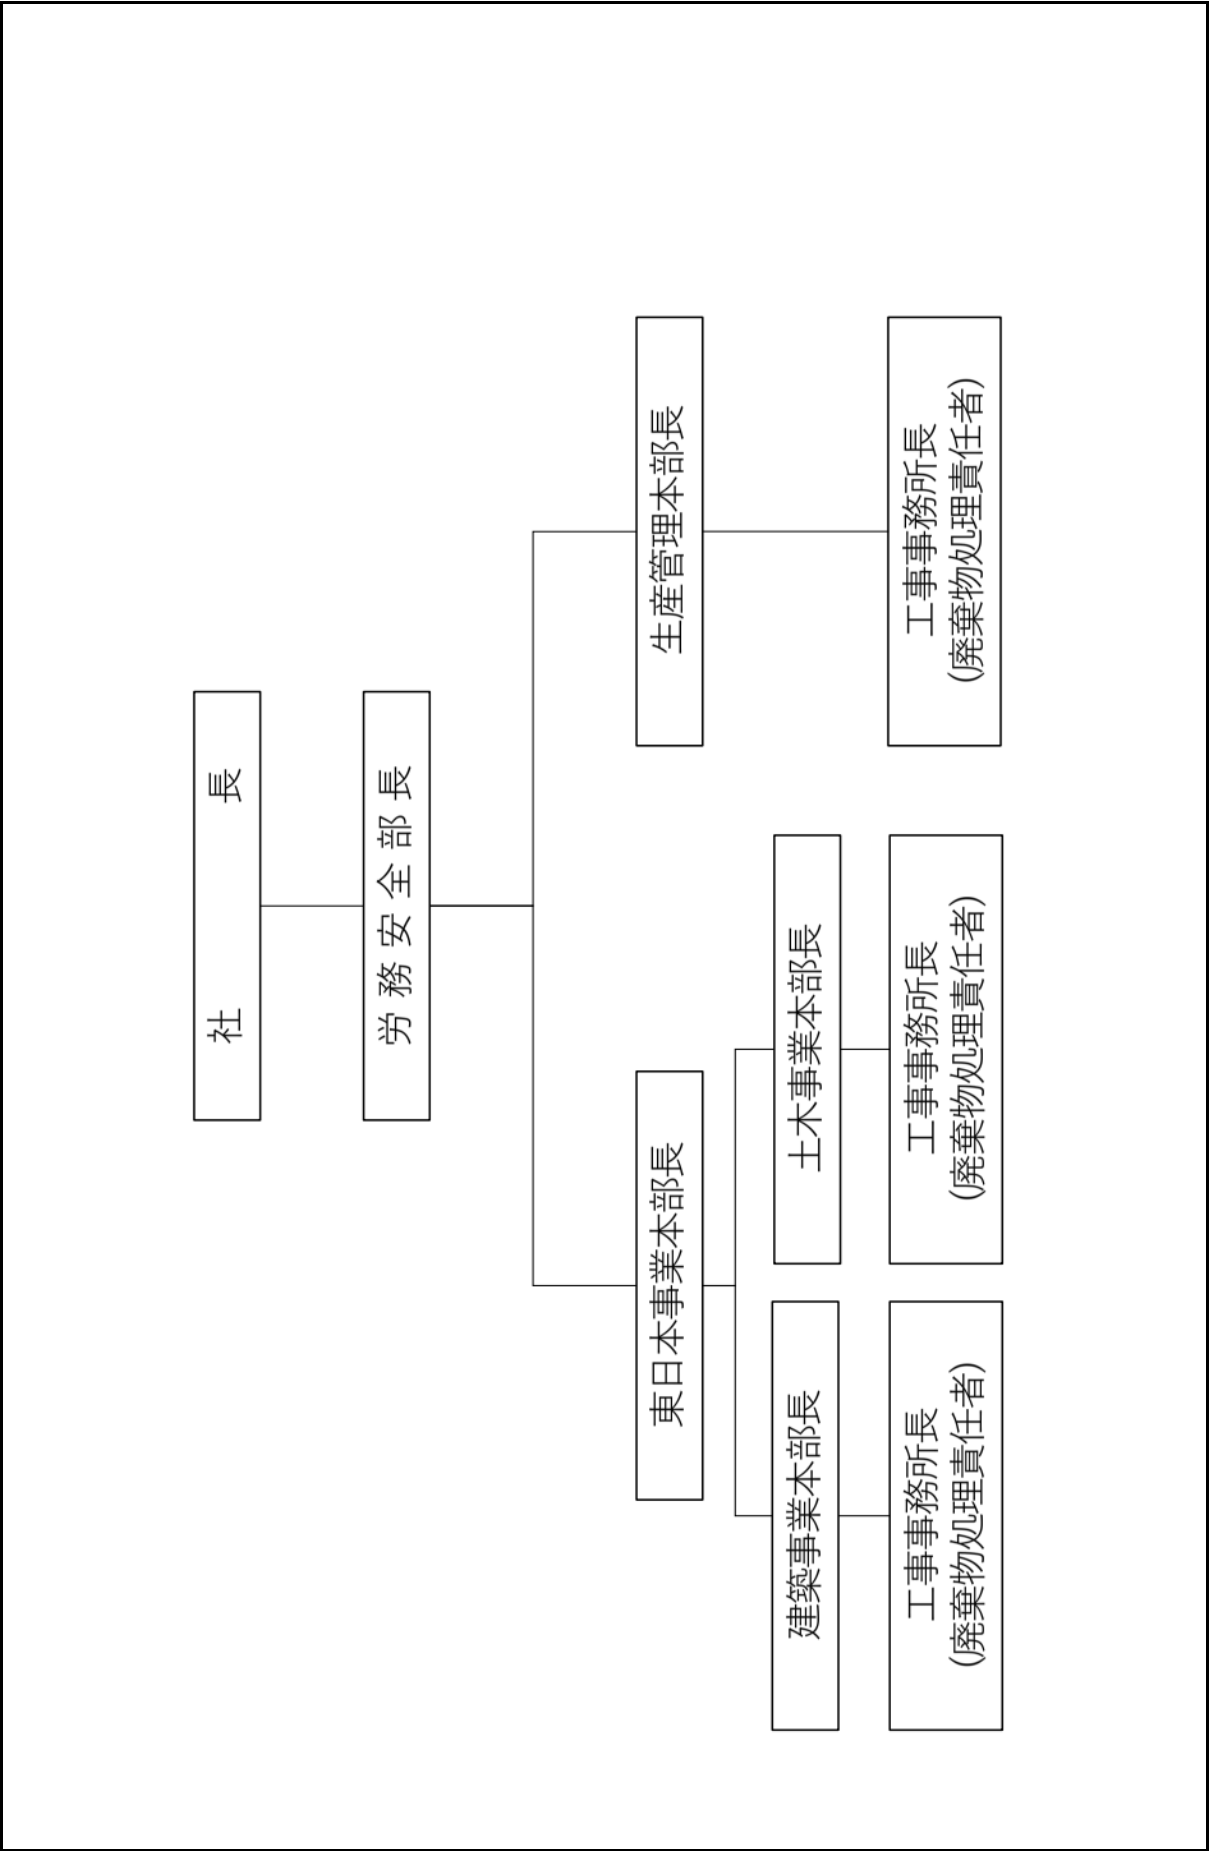 社　長
労務安全部長
東日本事業本部長
生産管理本部長
建築事業本部長
土木事業本部長
工事事務所長
(廃棄物処理責任者)
工事事務所長
(廃棄物処理責任者)
工事事務所長
(廃棄物処理責任者)